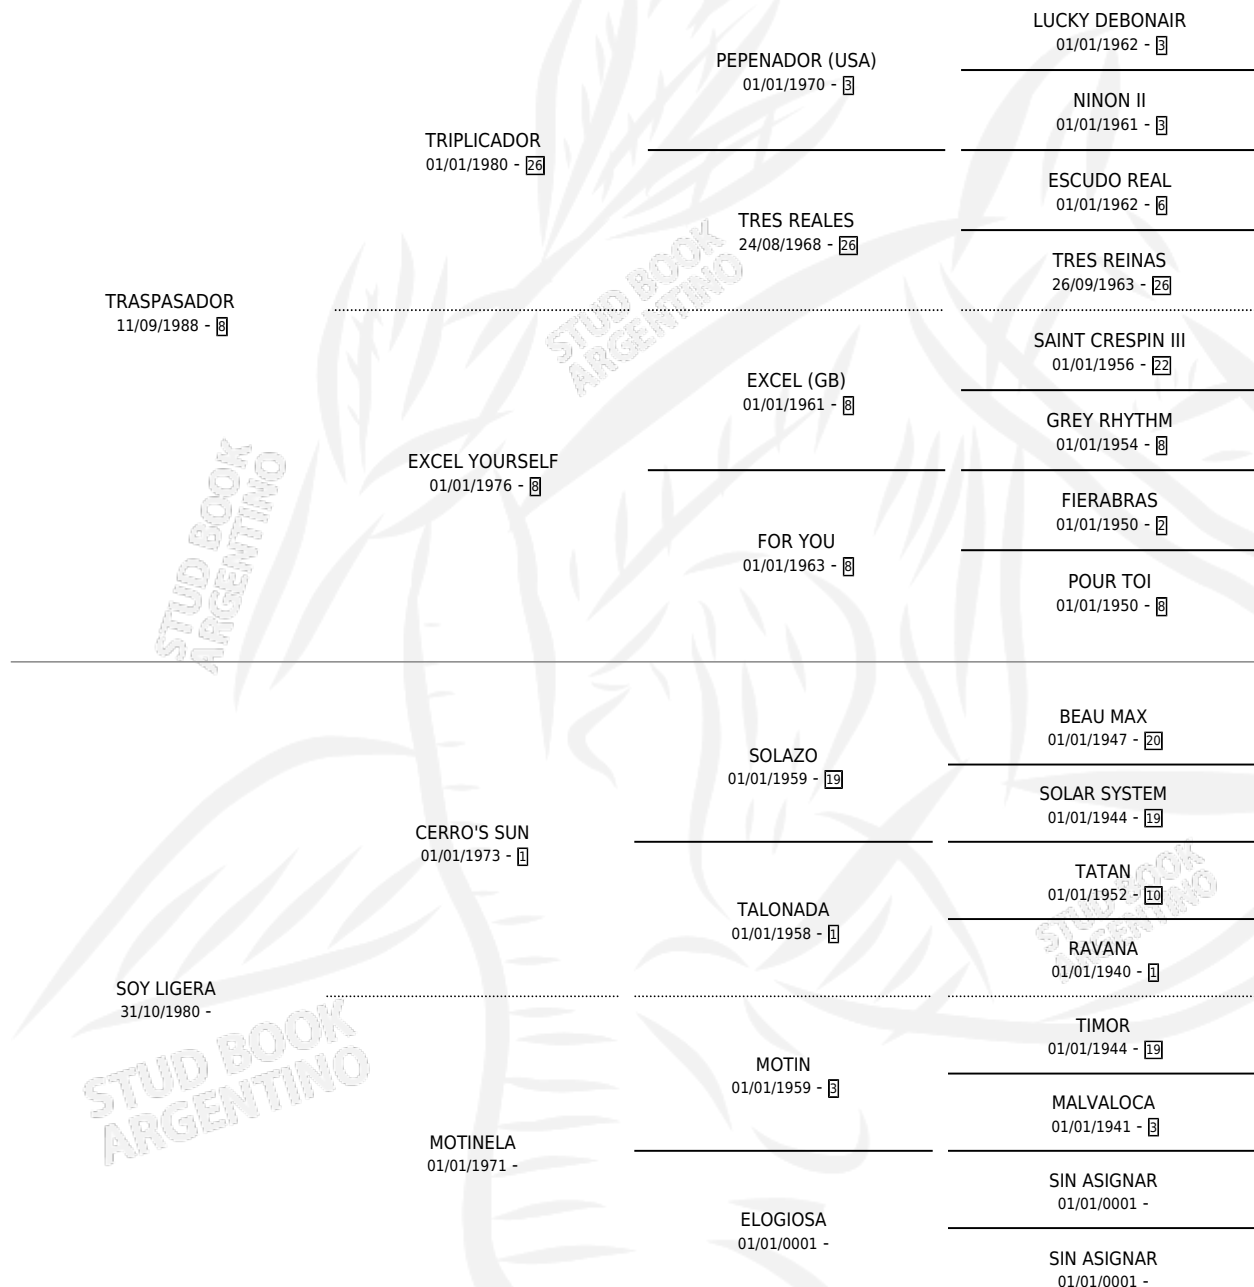 LUCKY DEBONAIR
01/01/1962 - 3
PEPENADOR (USA)
01/01/1970 - 3
NINON II
01/01/1961 - 3
TRIPLICADOR
01/01/1980 - 26
ESCUDO REAL
01/01/1962 - 6
TRES REALES
24/08/1968 - 26
TRES REINAS
26/09/1963 - 26
TRASPASADOR
11/09/1988 - 8
SAINT CRESPIN III
01/01/1956 - 22
EXCEL (GB)
01/01/1961 - 8
GREY RHYTHM
01/01/1954 - 8
EXCEL YOURSELF
01/01/1976 - 8
FIERABRAS
01/01/1950 - 2
FOR YOU
01/01/1963 - 8
POUR TOI
01/01/1950 - 8
BEAU MAX
01/01/1947 - 20
SOLAZO
01/01/1959 - 19
SOLAR SYSTEM
01/01/1944 - 19
CERRO'S SUN
01/01/1973 - 1
TATAN
01/01/1952 - 10
TALONADA
01/01/1958 - 1
RAVANA
01/01/1940 - 1
SOY LIGERA
31/10/1980 -
TIMOR
01/01/1944 - 19
MOTIN
01/01/1959 - 3
MALVALOCA
01/01/1941 - 3
MOTINELA
01/01/1971 -
SIN ASIGNAR
01/01/0001 -
ELOGIOSA
01/01/0001 -
SIN ASIGNAR
01/01/0001 -
STUD BOOK
ARGENTINO
STUD BOOK
ARGENTINO
STUD BOOK
ARGENTINO
STUD BOOK
ARGENTINO